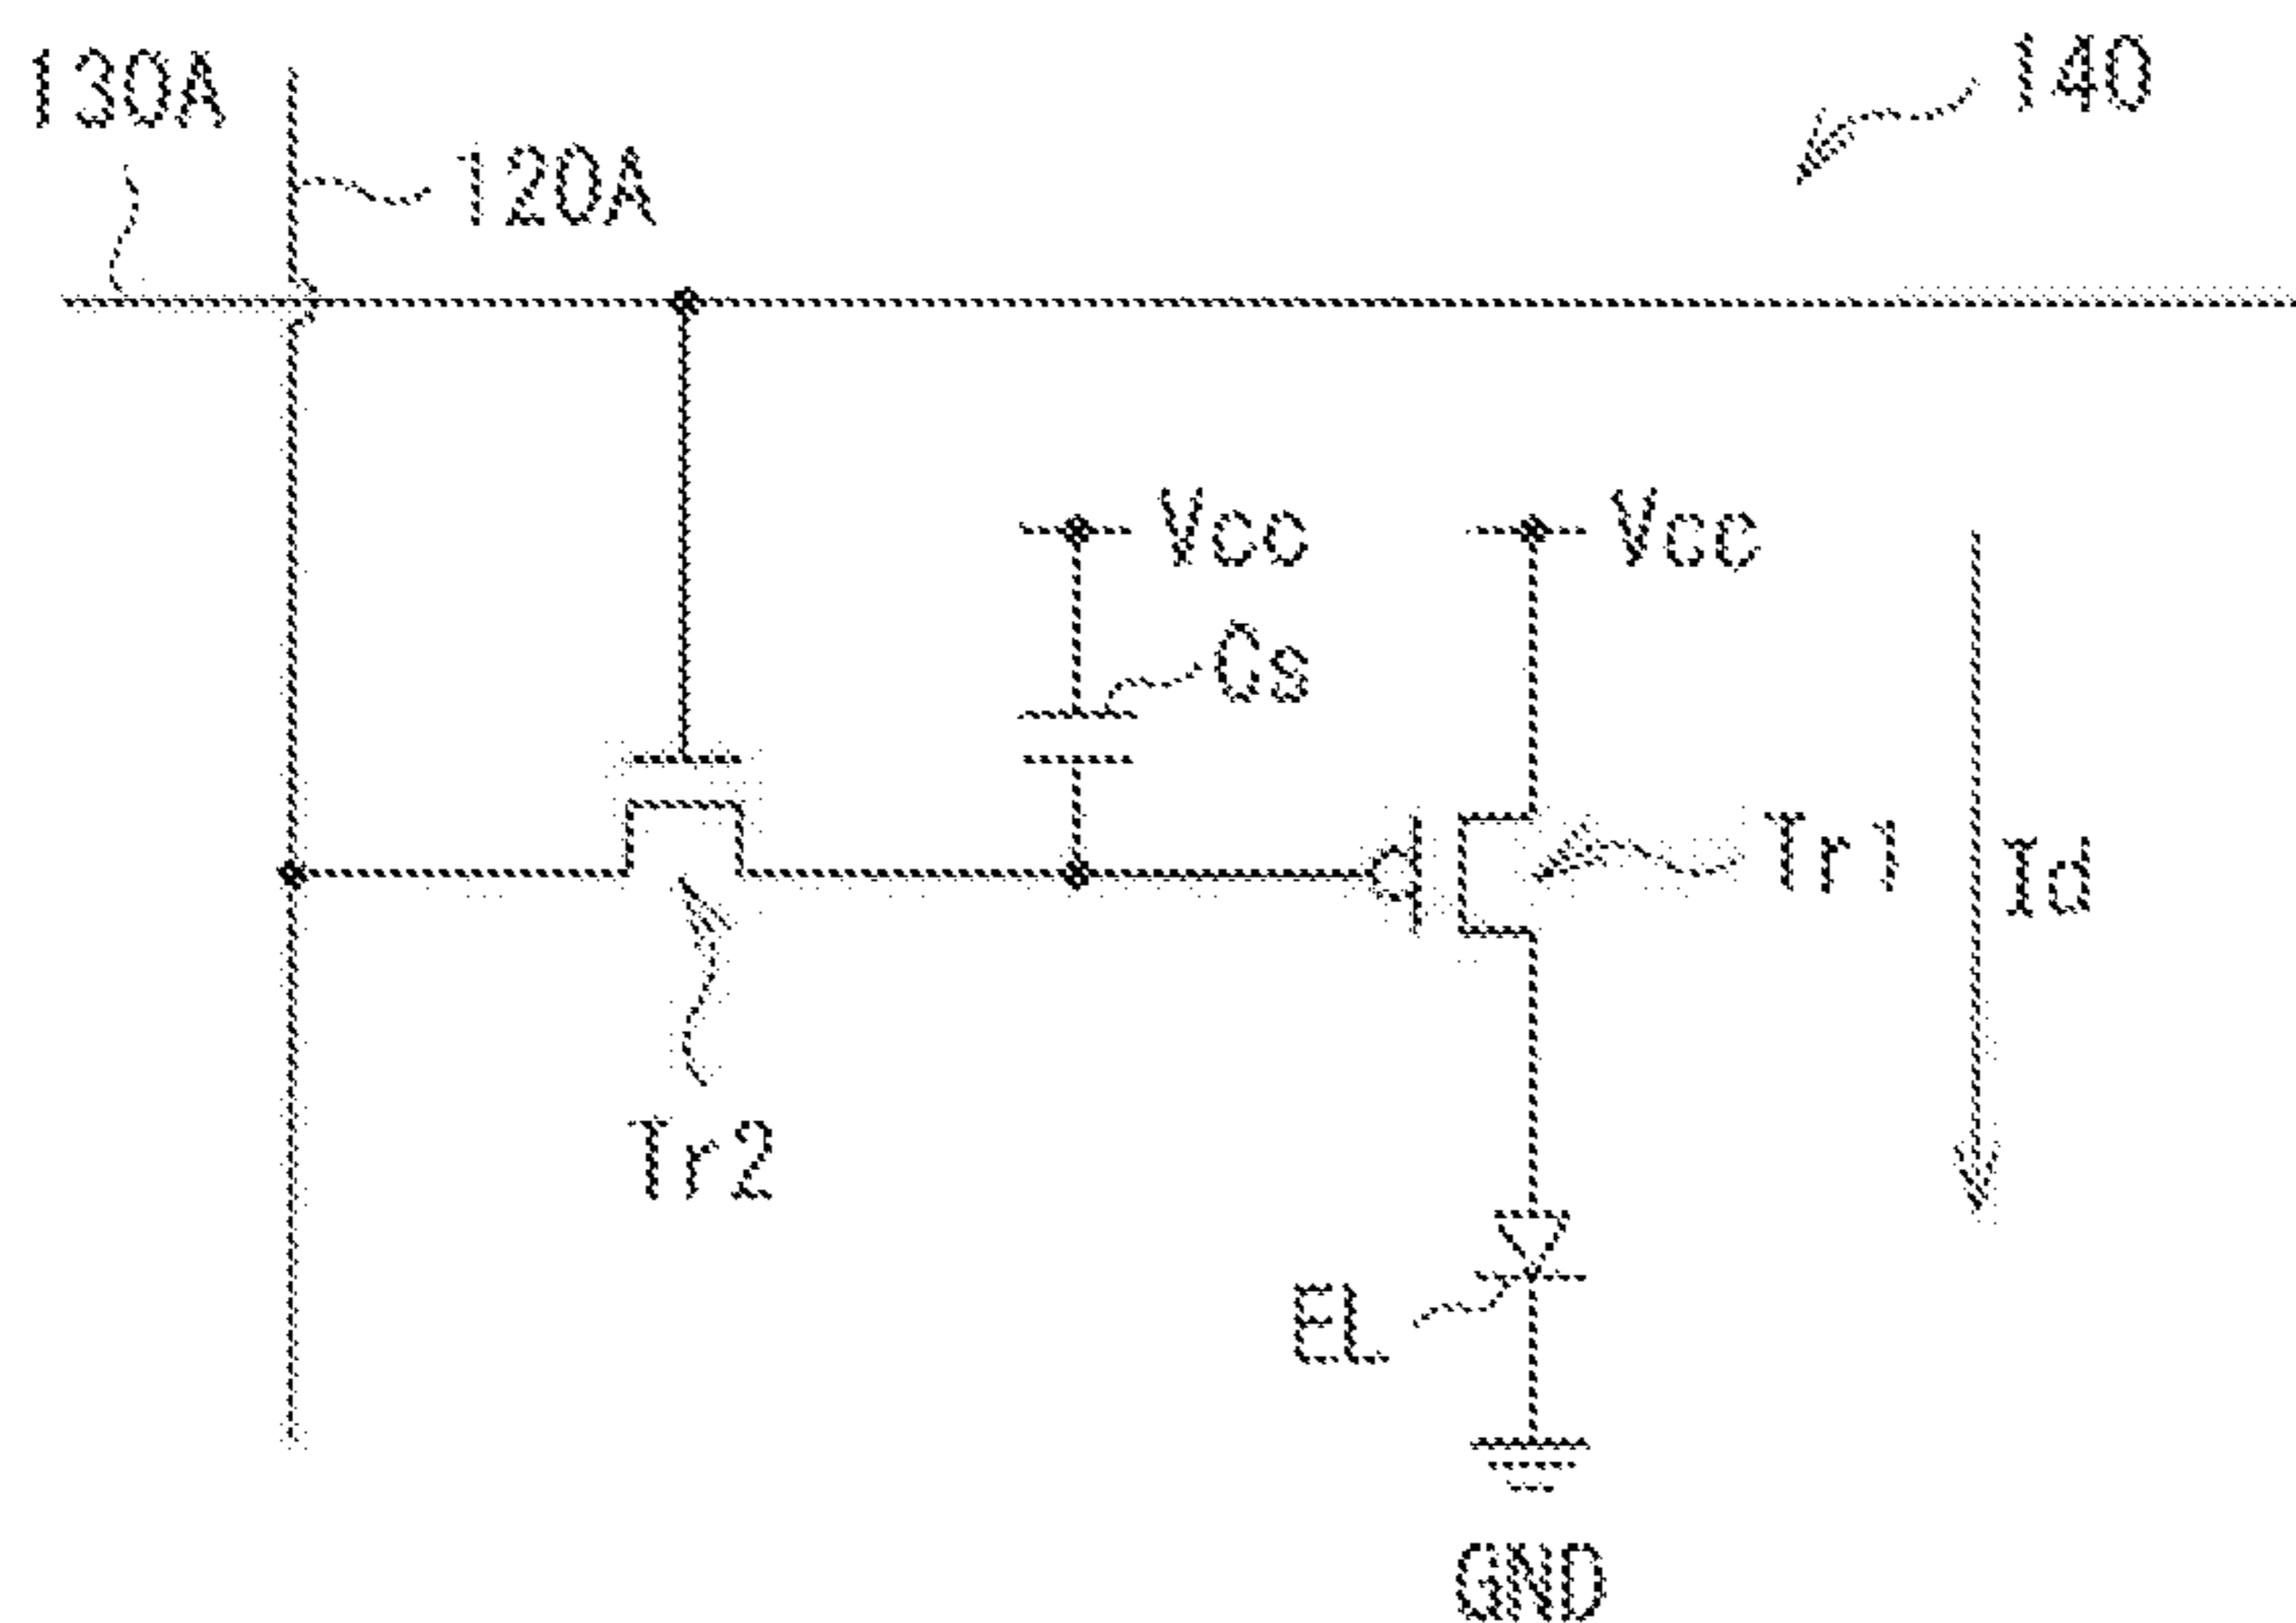 130A
140
120A
Vcc
Vcc
Cs
Tr1
Id
Tr2
EL
GND